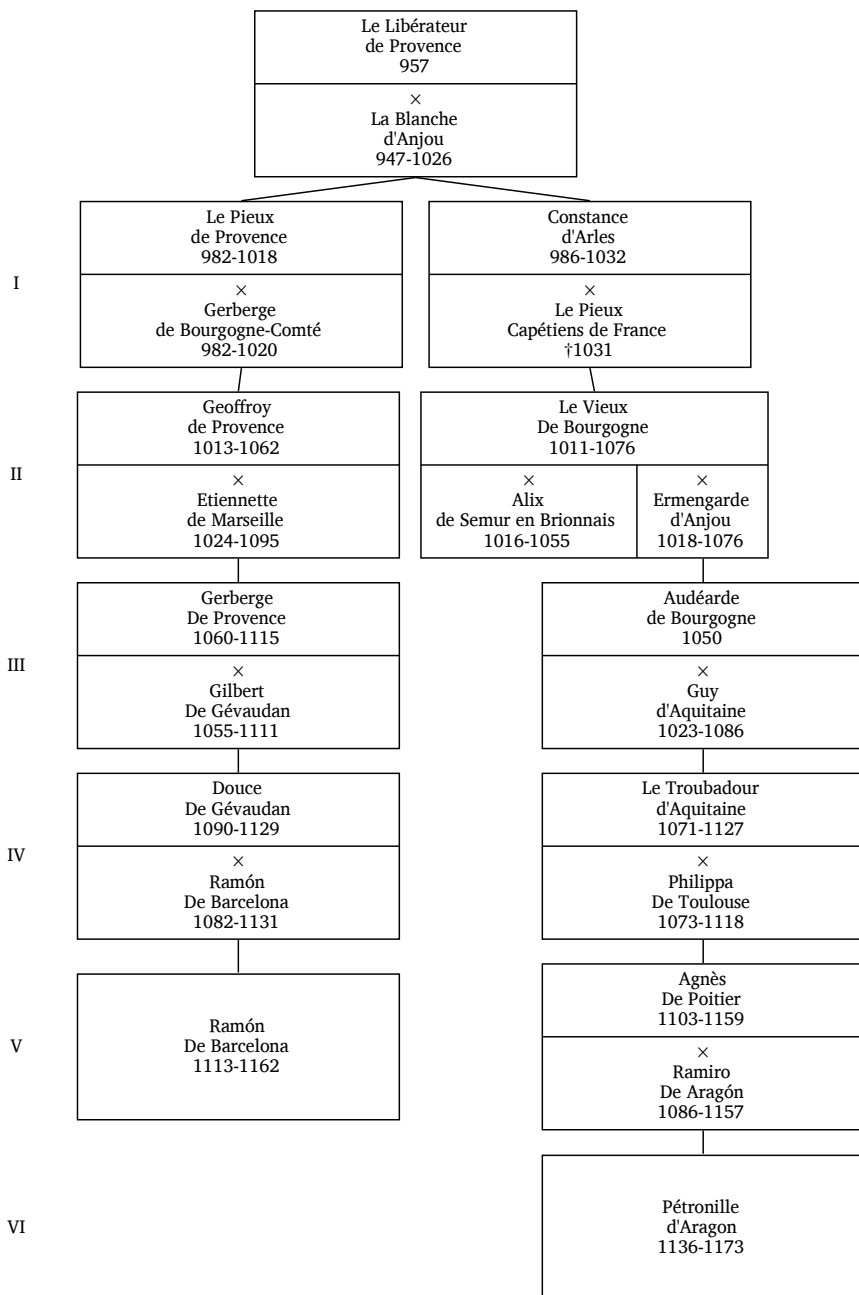 Le Libérateur
de Provence
957
×
La Blanche
d'Anjou
947-1026
I
Le Pieux
de Provence
982-1018
×
Gerberge
de Bourgogne-Comté
982-1020
Constance
d'Arles
986-1032
×
Le Pieux
Capétiens de France
†1031
II
Geoffroy
de Provence
1013-1062
×
Etiennette
de Marseille
1024-1095
Le Vieux
De Bourgogne
1011-1076
×
Alix
de Semur en Brionnais
1016-1055
×
Ermengarde
d'Anjou
1018-1076
III
Gerberge
De Provence
1060-1115
×
Gilbert
De Gévaudan
1055-1111
Audéarde
de Bourgogne
1050
×
Guy
d'Aquitaine
1023-1086
IV
Douce
De Gévaudan
1090-1129
×
Ramón
De Barcelona
1082-1131
Le Troubadour
d'Aquitaine
1071-1127
×
Philippa
De Toulouse
1073-1118
V
Ramón
De Barcelona
1113-1162
Agnès
De Poitier
1103-1159
×
Ramiro
De Aragón
1086-1157
VI
Pétronille
d'Aragon
1136-1173